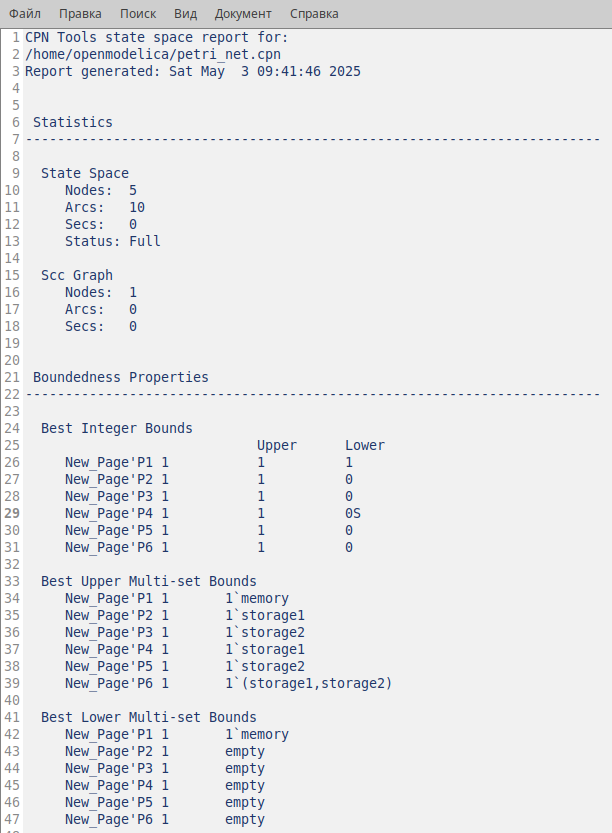 Файл Правка Поиск Вид Документ Справка
1 CPN Tools state space report for:
2 /home/openmodelica/petri_net.cpn
3 Report generated: Sat May  3 09:41:46 2025
4
5
6  Statistics
7 ------------------------------------------------------------------------
8
9   State Space
10      Nodes:  5
11      Arcs:   10
12      Secs:   0
13      Status: Full
14
15   Scc Graph
16      Nodes:  1
17      Arcs:   0
18      Secs:   0
19
20
21  Boundedness Properties
22 ------------------------------------------------------------------------
23
24   Best Integer Bounds
25                              Upper      Lower
26      New_Page'P1 1           1          1
27      New_Page'P2 1           1          0
28      New_Page'P3 1           1          0
29      New_Page'P4 1           1          0S
30      New_Page'P5 1           1          0
31      New_Page'P6 1           1          0
32
33   Best Upper Multi-set Bounds
34      New_Page'P1 1       1`memory
35      New_Page'P2 1       1`storage1
36      New_Page'P3 1       1`storage2
37      New_Page'P4 1       1`storage1
38      New_Page'P5 1       1`storage2
39      New_Page'P6 1       1`(storage1,storage2)
40
41   Best Lower Multi-set Bounds
42      New_Page'P1 1       1`memory
43      New_Page'P2 1       empty
44      New_Page'P3 1       empty
45      New_Page'P4 1       empty
46      New_Page'P5 1       empty
47      New_Page'P6 1       empty